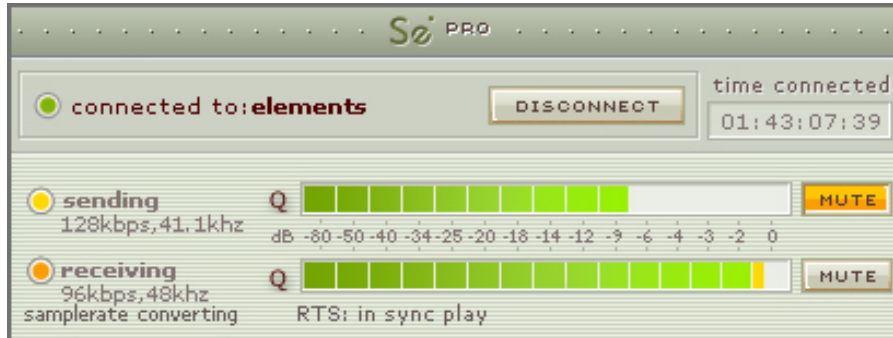 Se PRO
connected to:elements
DISCONNECT
time connected
01:43:07:39
sending
128kbps,41.1khz
Q
MUTE
dB -80 -50 -40 -34 -25 -20 -18 -14 -12 -9 -6 -4 -3 -2 0
receiving
96kbps,48khz
Q
MUTE
samplerate converting
RTS: in sync play